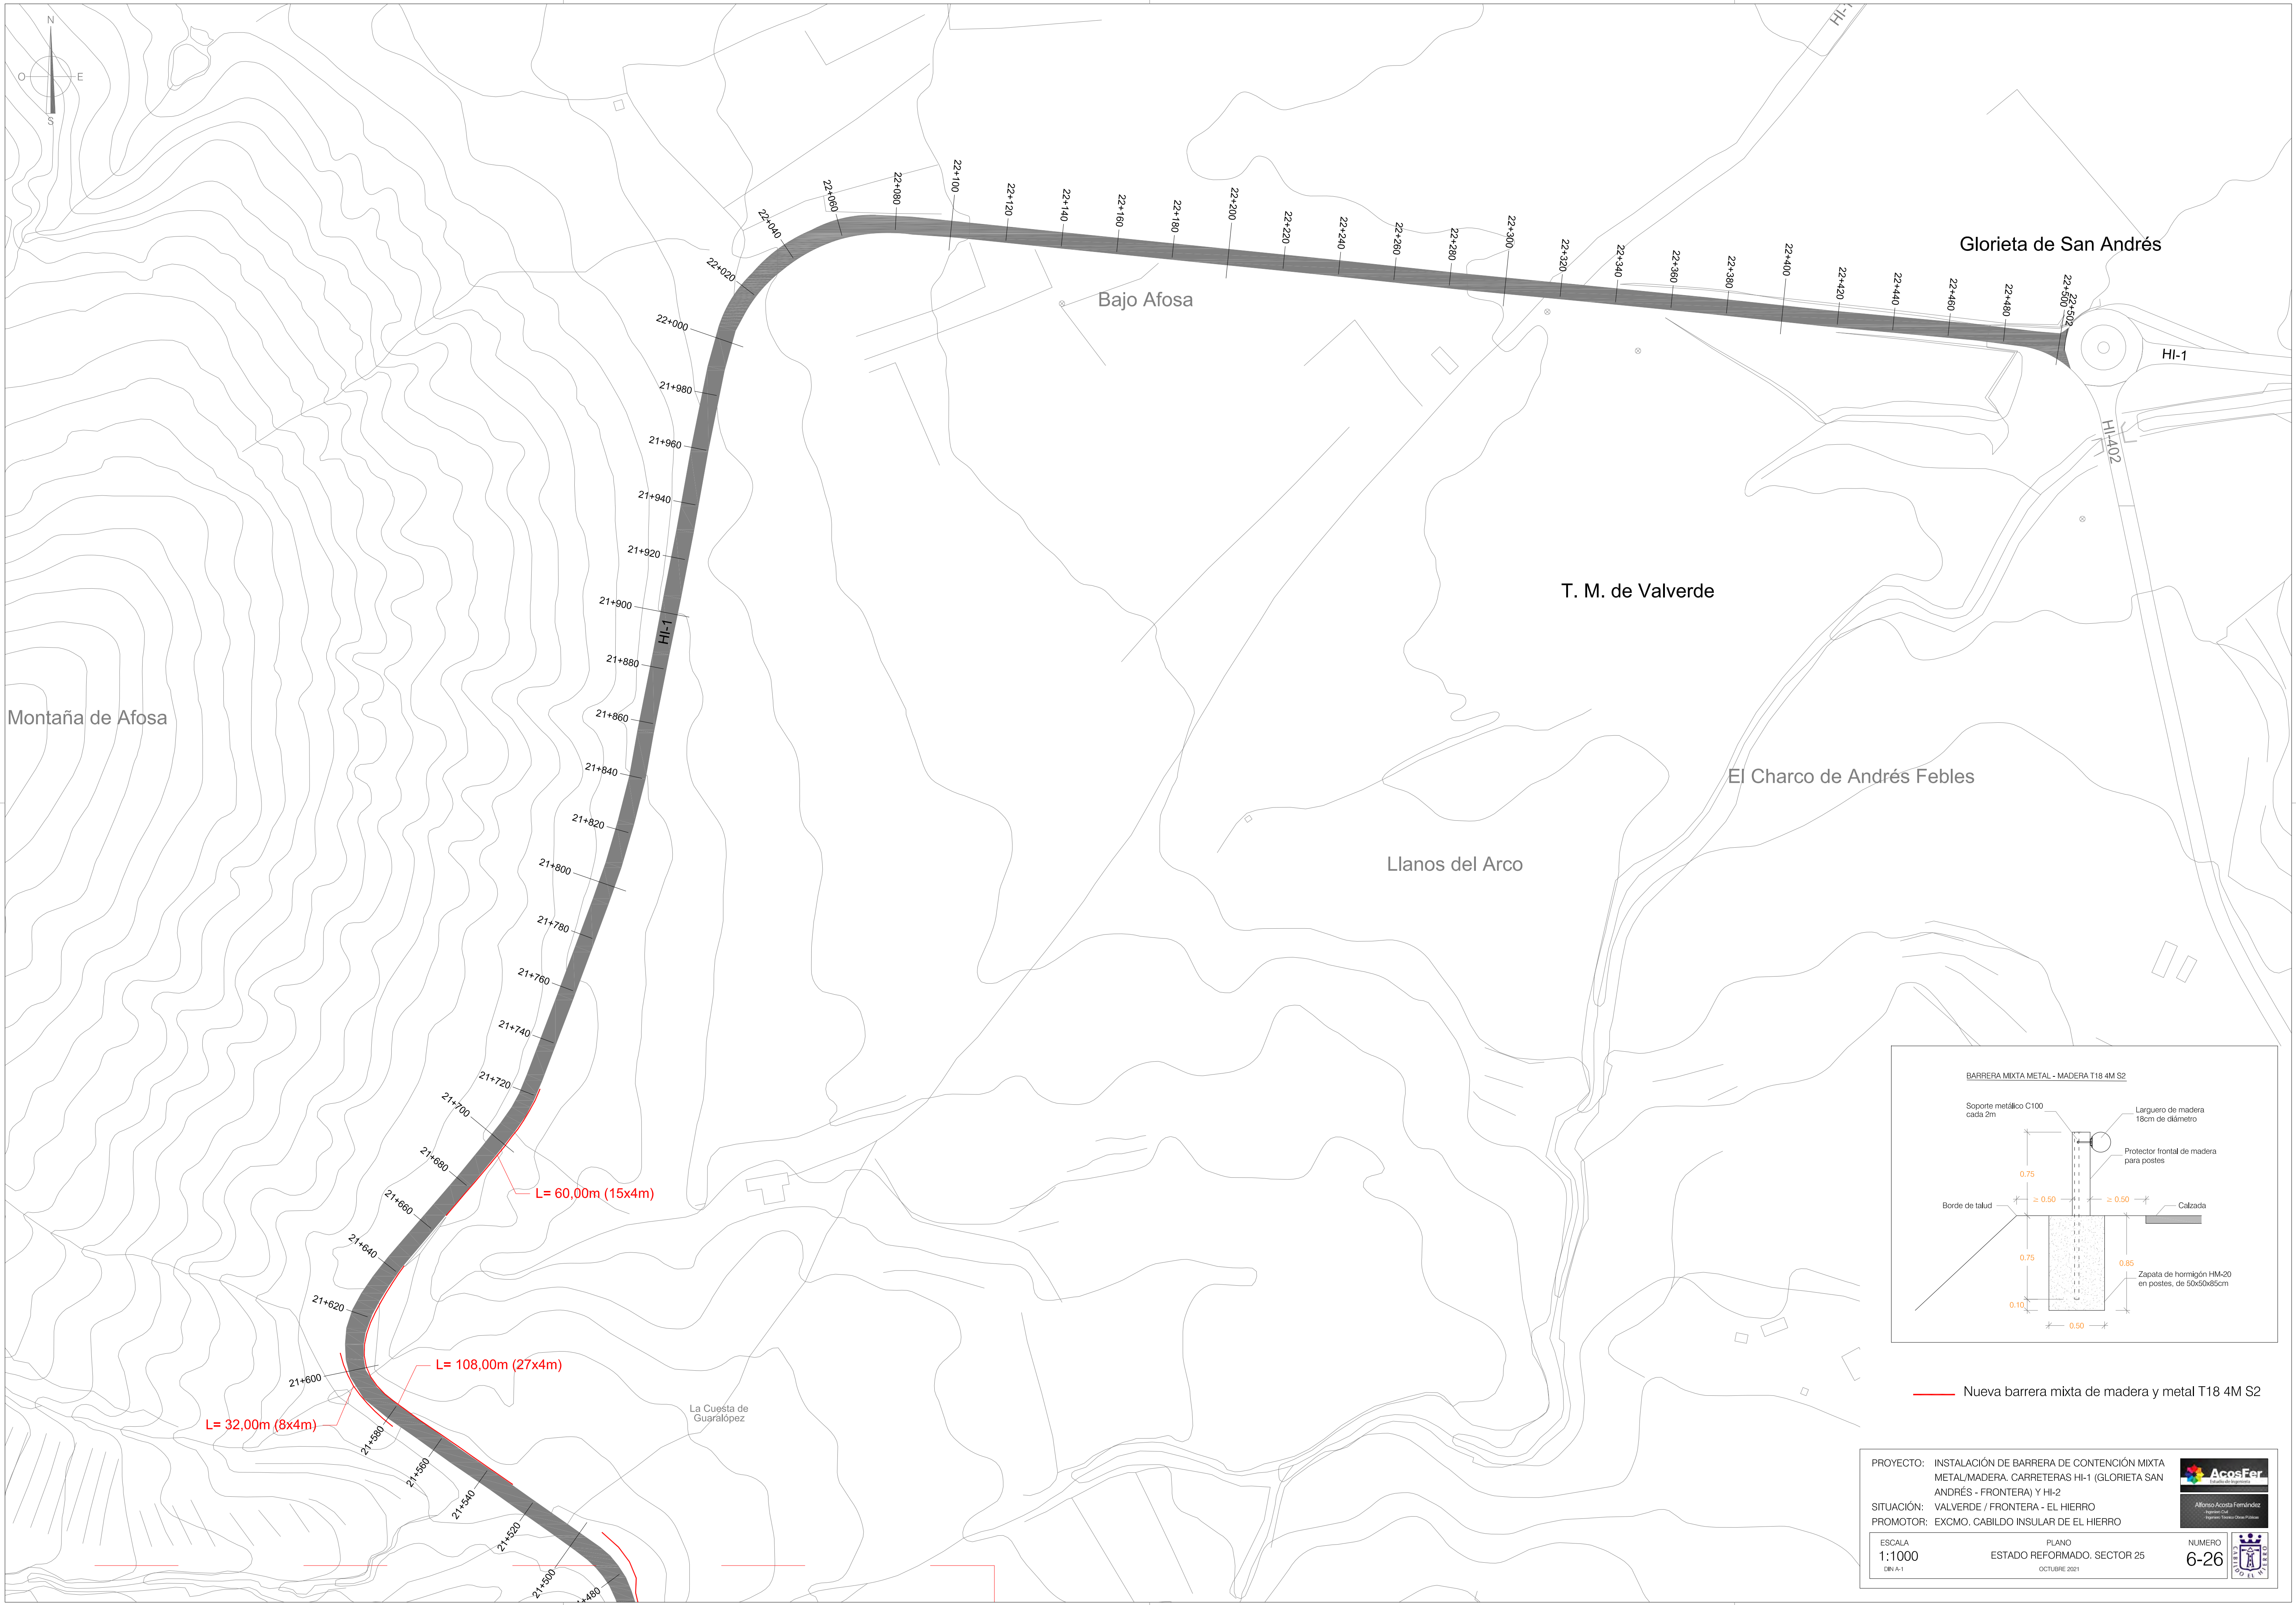 N
O
E
S
HI-1
22+000
22+020
22+040
22+060
22+080
22+100
22+120
22+140
22+160
22+180
22+200
22+220
22+240
22+260
22+280
22+300
22+320
22+340
22+360
22+380
22+400
22+420
22+440
22+460
22+480
22+500
22+502
Glorieta de San Andrés
HI-1
HI-402
Bajo Afosa
21+980
21+960
21+940
21+920
21+900
HI-1
21+880
21+860
21+840
21+820
21+800
21+780
21+760
21+740
21+720
21+700
21+680
21+660
21+640
21+620
21+600
21+580
21+560
21+540
21+520
21+500
T. M. de Valverde
Montaña de Afosa
El Charco de Andrés Febles
Llanos del Arco
L= 60,00m (15x4m)
L= 108,00m (27x4m)
L= 32,00m (8x4m)
La Cuesta de
Guaralópez
BARRERA MIXTA METAL - MADERA T18 4M S2
Soporte metálico C100
cada 2m
Larguero de madera
18cm de diámetro
Protector frontal de madera
para postes
0.75
≥ 0.50
≥ 0.50
Borde de talud
Calzada
0.75
0.85
Zapata de hormigón HM-20
en postes, de 50x50x85cm
0.10
0.50
Nueva barrera mixta de madera y metal T18 4M S2
PROYECTO: INSTALACIÓN DE BARRERA DE CONTENCIÓN MIXTA
METAL/MADERA. CARRETERAS HI-1 (GLORIETA SAN
ANDRÉS - FRONTERA) Y HI-2
SITUACIÓN: VALVERDE / FRONTERA - EL HIERRO
PROMOTOR: EXCMO. CABILDO INSULAR DE EL HIERRO
AcosFer
Estudio de Ingeniería
Alfonso Acosta Fernández
ESCALA
1:1000
DIN A-1
PLANO
ESTADO REFORMADO. SECTOR 25
OCTUBRE 2021
NUMERO
6-26
CABILDO EL HIERRO